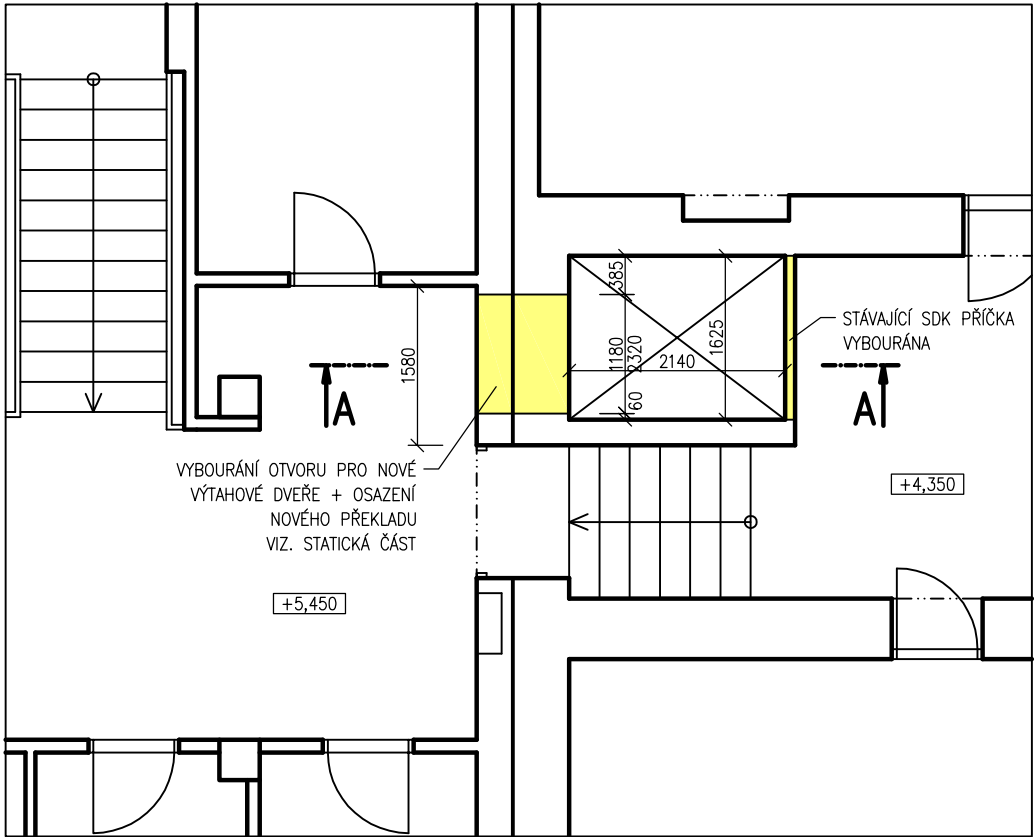 385
STÁVAJÍCÍ SDK PŘÍČKA
VYBOURÁNA
1580
1180
2320
2140
1625
60
A
A
VYBOURÁNÍ OTVORU PRO NOVÉ
VÝTAHOVÉ DVEŘE + OSAZENÍ
NOVÉHO PŘEKLADU
VIZ. STATICKÁ ČÁST
+4,350
+5,450